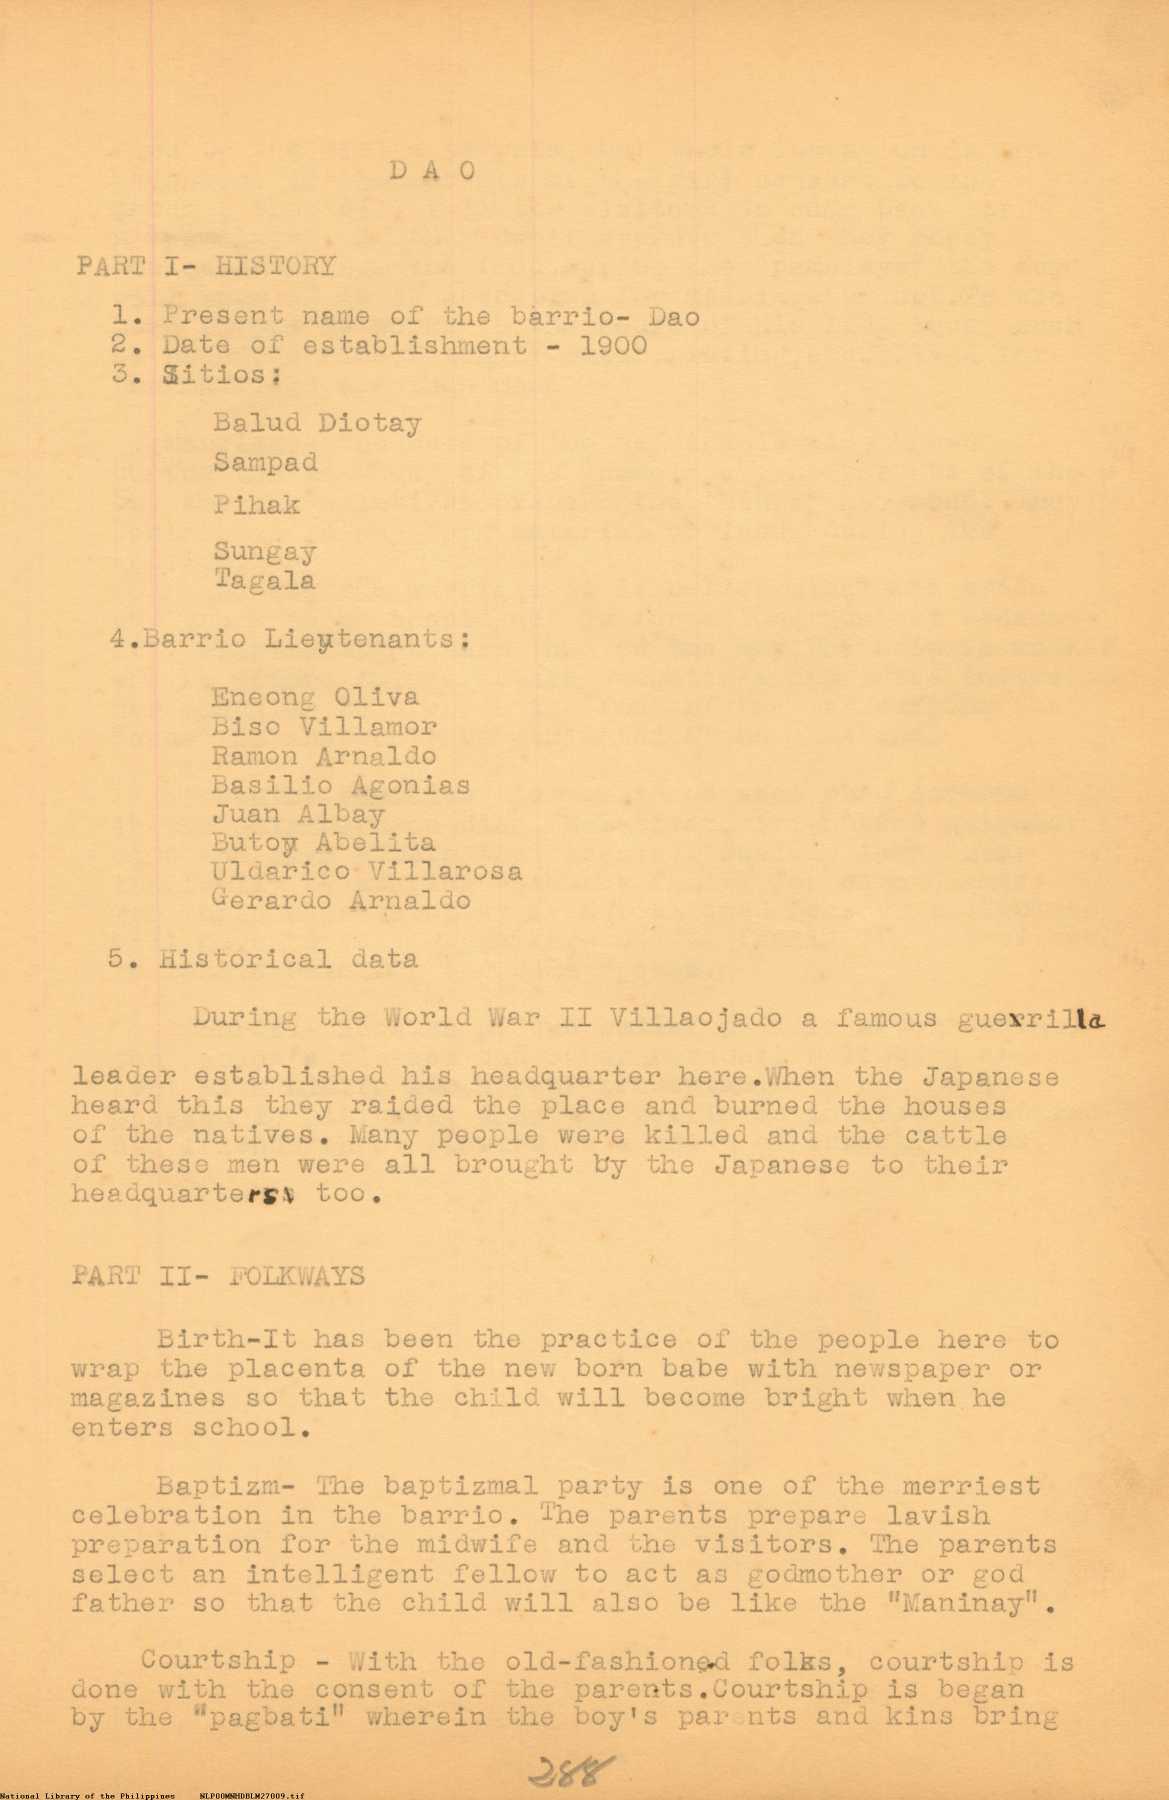 D A O
PART I- HISTORY
1. Present name of the barrio- Dao
2. Date of establishment - 1900
3. Sitios:
Balud Diotay
Sampad
Pihak
Sungay
Tagala
4.Barrio Lieutenants:
Eneong Oliva
Biso Villamor
Ramon Arnaldo
Basilio Agonias
Juan Albay
Butoy Abelita
Uldarico Villarosa
Gerardo Arnaldo
5. Historical data
During the World War II Villaojado a famous guerrilla
leader established his headquarter here.When the Japanese
heard this they raided the place and burned the houses
of the natives. Many people were killed and the cattle
of these men were all brought by the Japanese to their
headquarters too.
PART II- FOLKWAYS
Birth-It has been the practice of the people here to
wrap the placenta of the new born babe with newspaper or
magazines so that the child will become bright when he
enters school.
Baptizm- The baptizmal party is one of the merriest
celebration in the barrio. The parents prepare lavish
preparation for the midwife and the visitors. The parents
select an intelligent fellow to act as godmother or god
father so that the child will also be like the "Maninay".
Courtship - With the old-fashioned folks, courtship is
done with the consent of the parents.Courtship is began
by the "pagbati" wherein the boy's parents and kins bring
288
National Library of the Philippines NLPOOMNHDBLM27009.tif